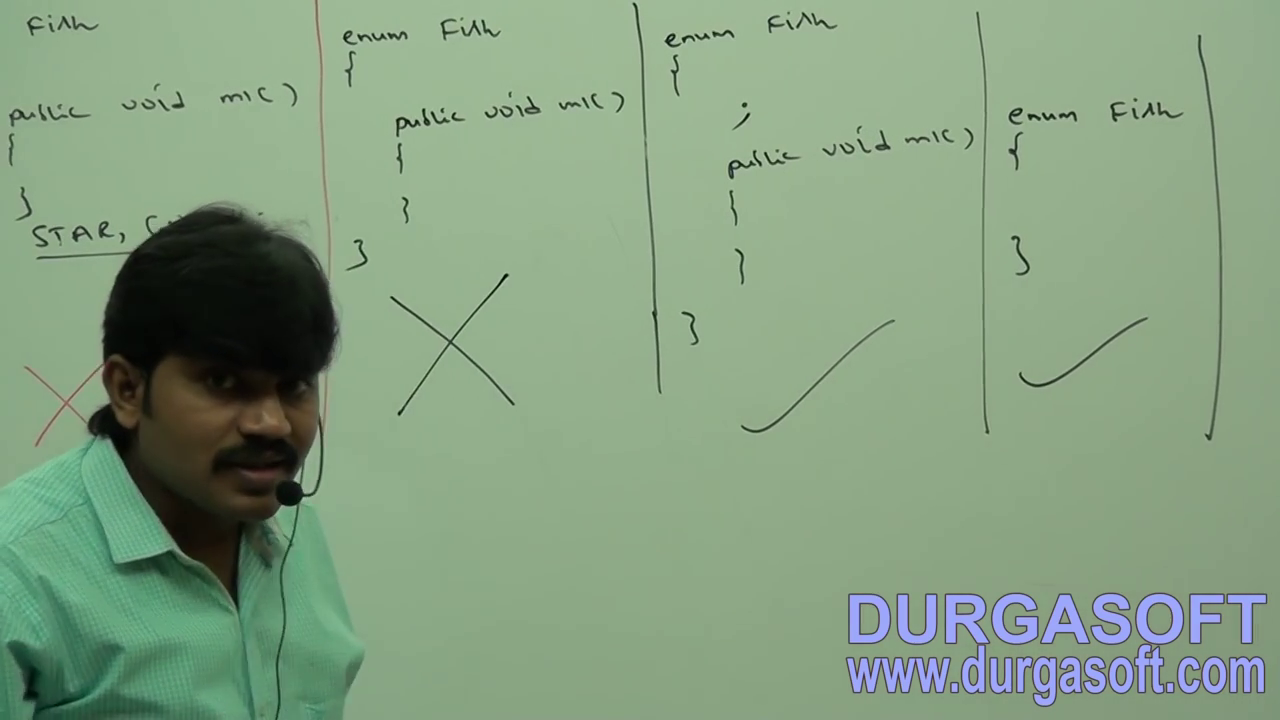 Fish
public void m1()
{
}
STAR,
enum Fish
{
public void m1()
{
}
}
enum Fish
{
;
public void m1()
{
}
}
enum Fish
{
}
DURGASOFT
www.durgasoft.com